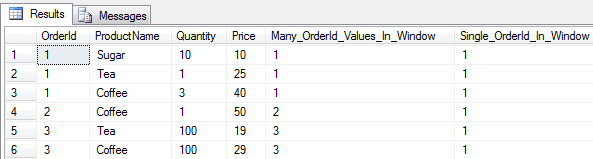 Results Messages
OrderId ProductName Quantity Price Many_OrderId_Values_In_Window Single_OrderId_In_Window
1 1 Sugar 10 10 1 1
2 1 Tea 1 25 1 1
3 1 Coffee 3 40 1 1
4 2 Coffee 1 50 2 1
5 3 Tea 100 19 3 1
6 3 Coffee 100 29 3 1